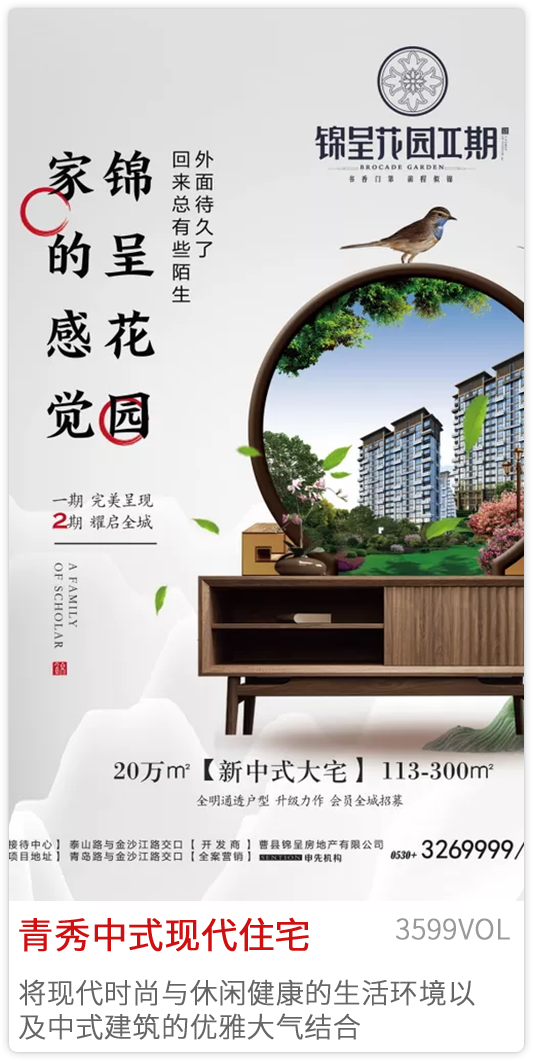 锦呈花园Ⅱ期
BROCADE GARDEN
书香门第 前程似锦
外面待久了
回来总有些陌生
锦呈花园
家的感觉
一期 完美呈现
2期 耀启全城
A FAMILY
OF SCHOLAR
20万m²【新中式大宅】113-300m²
全明通透户型 升级力作 会员全城招募
接待中心】泰山路与金沙江路交口【开发商】曹县锦呈房地产有限公司
项目地址】青岛路与金沙江路交口【全案营销】SENTION 申先机构
0530+ 3269999/
青秀中式现代住宅
3599VOL
将现代时尚与休闲健康的生活环境以
及中式建筑的优雅大气结合